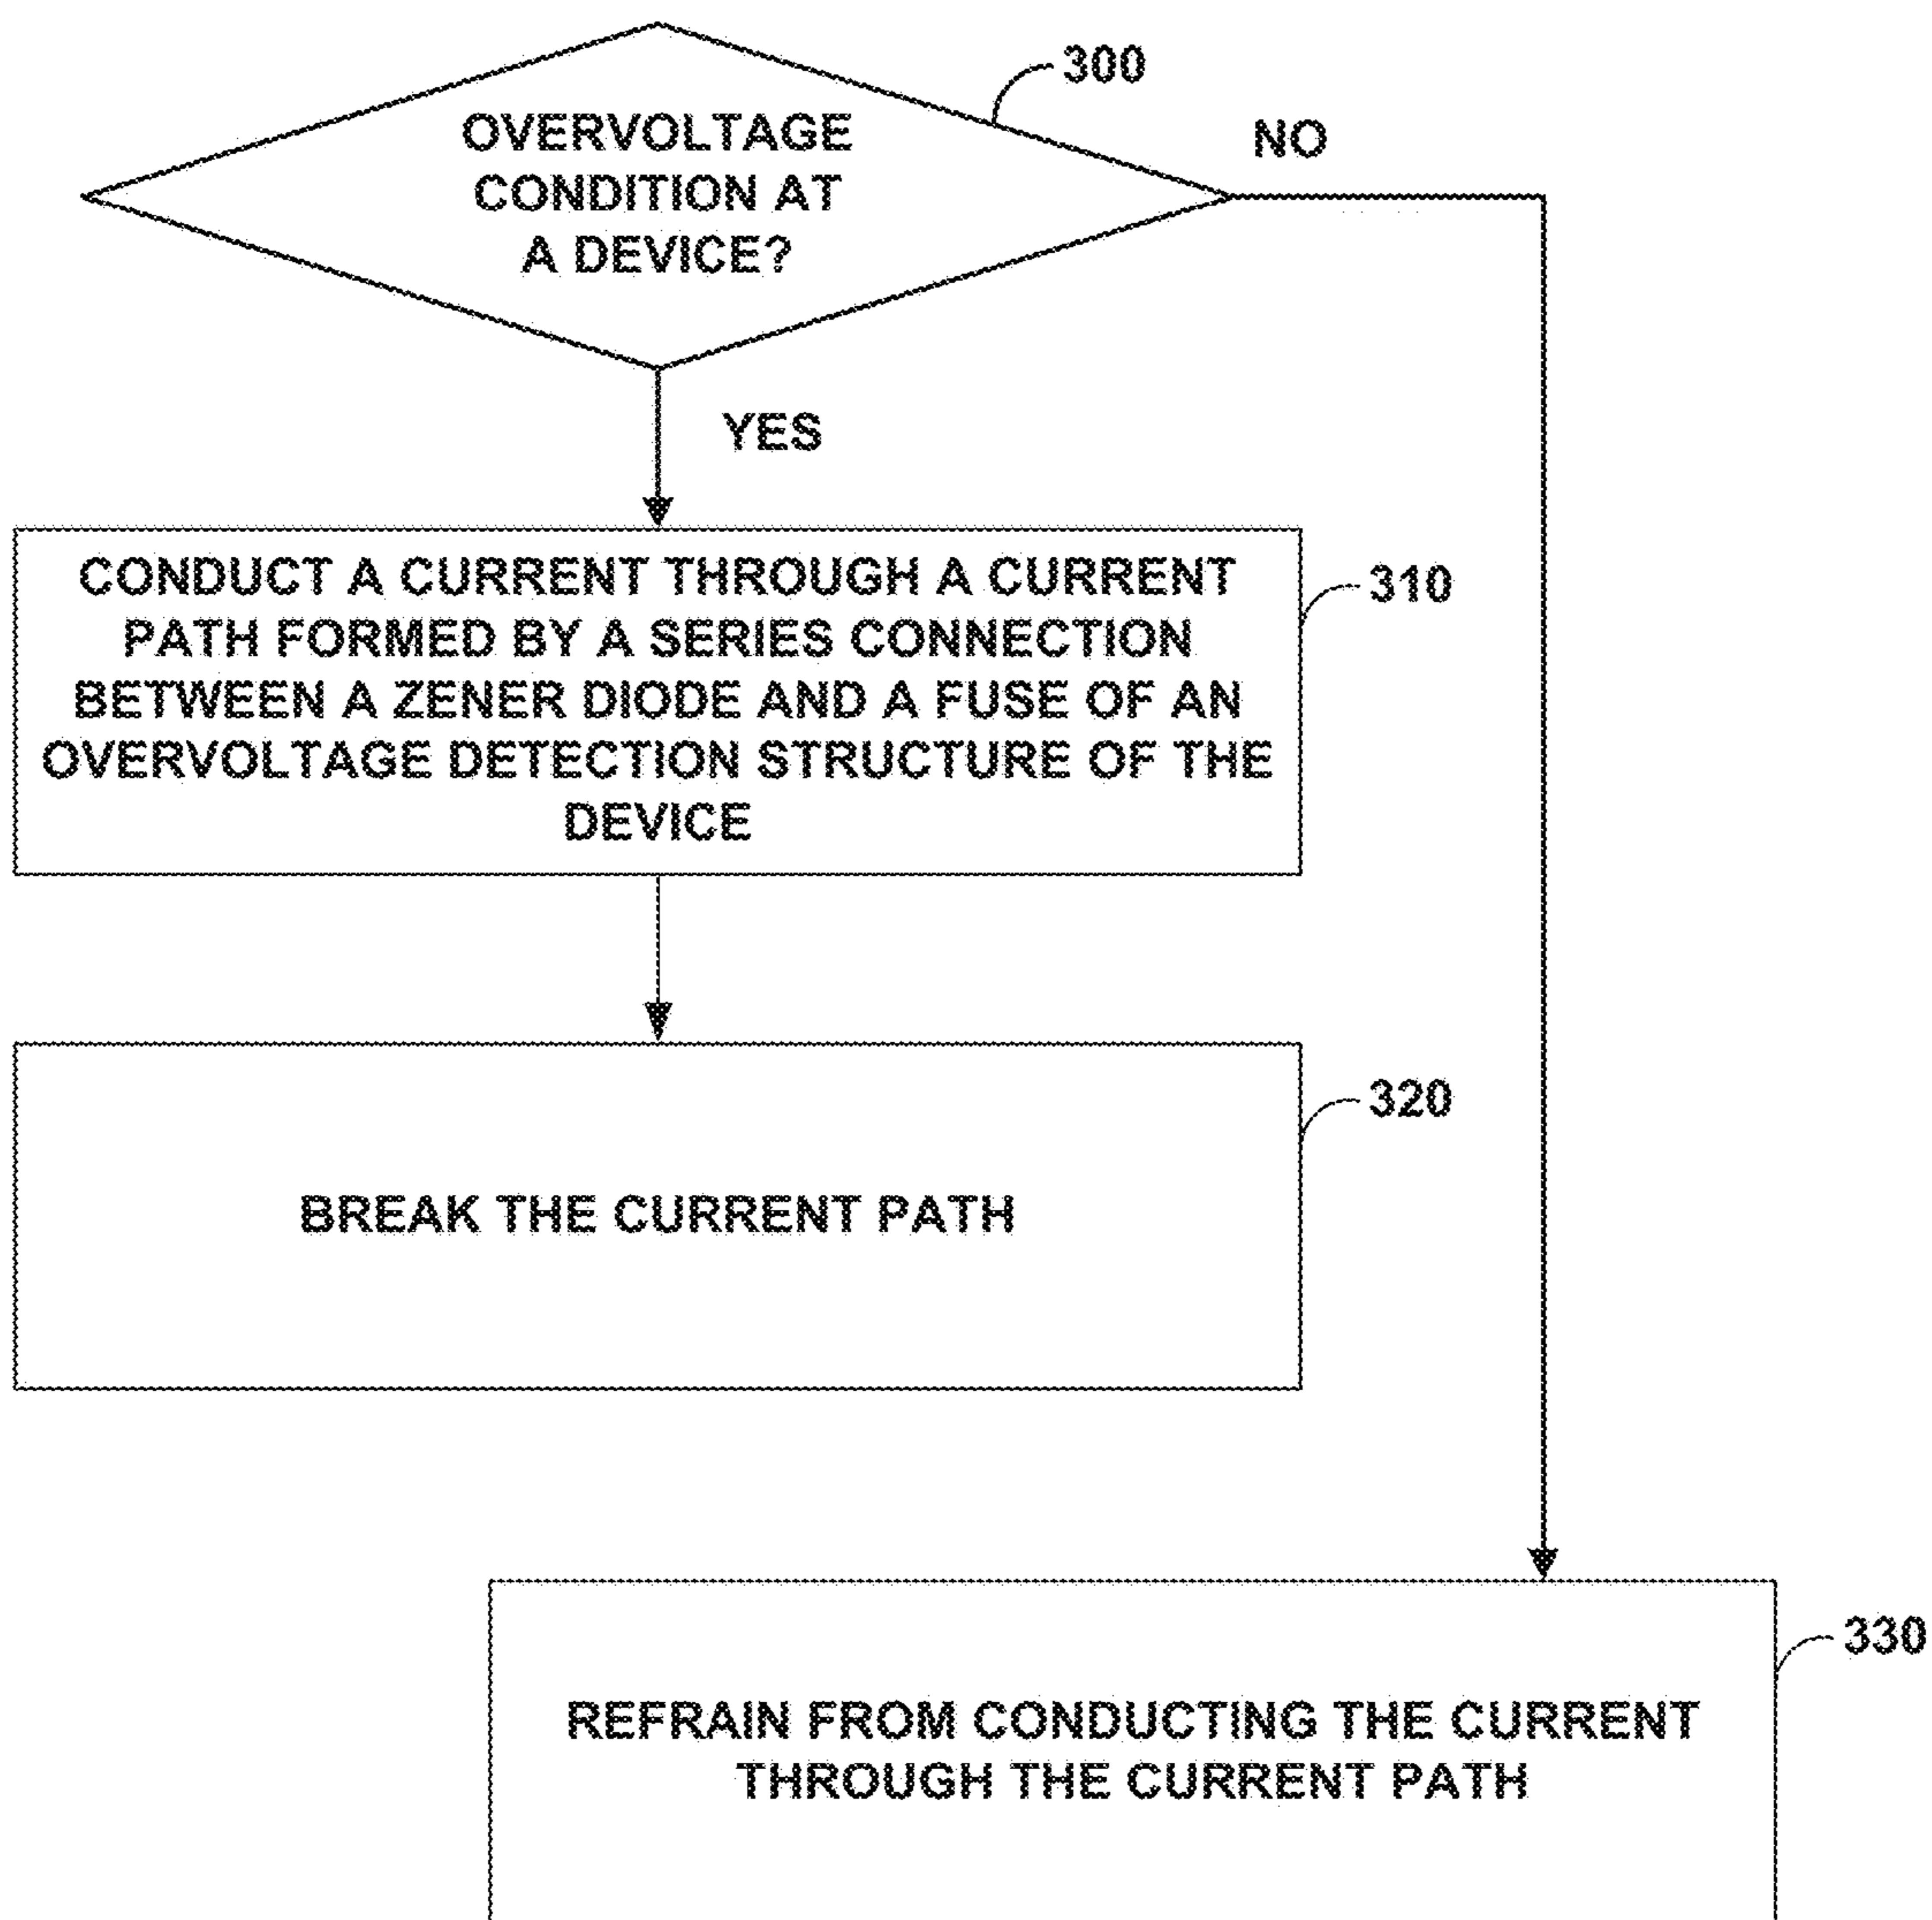 300
OVERVOLTAGE
CONDITION AT
A DEVICE?
NO
YES
CONDUCT A CURRENT THROUGH A CURRENT
PATH FORMED BY A SERIES CONNECTION
BETWEEN A ZENER DIODE AND A FUSE OF AN
OVERVOLTAGE DETECTION STRUCTURE OF THE
DEVICE
310
320
BREAK THE CURRENT PATH
330
REFRAIN FROM CONDUCTING THE CURRENT
THROUGH THE CURRENT PATH